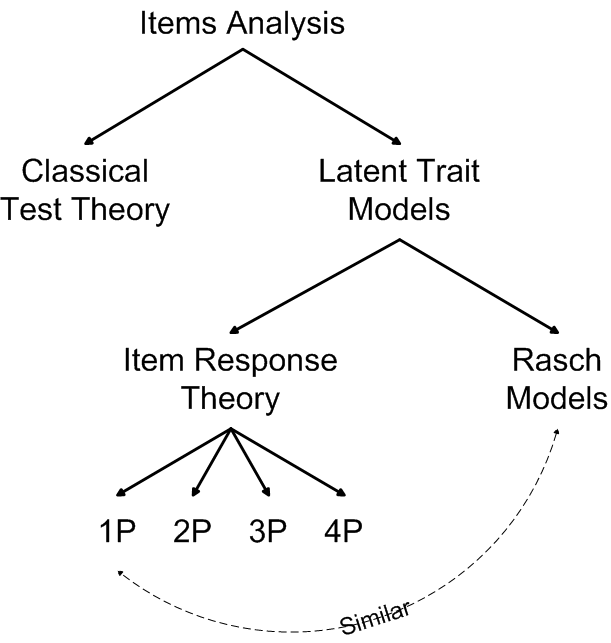 Items Analysis
Classical
Test Theory
Latent Trait
Models
Item Response
Theory
Rasch
Models
1P 2P 3P 4P
Similar